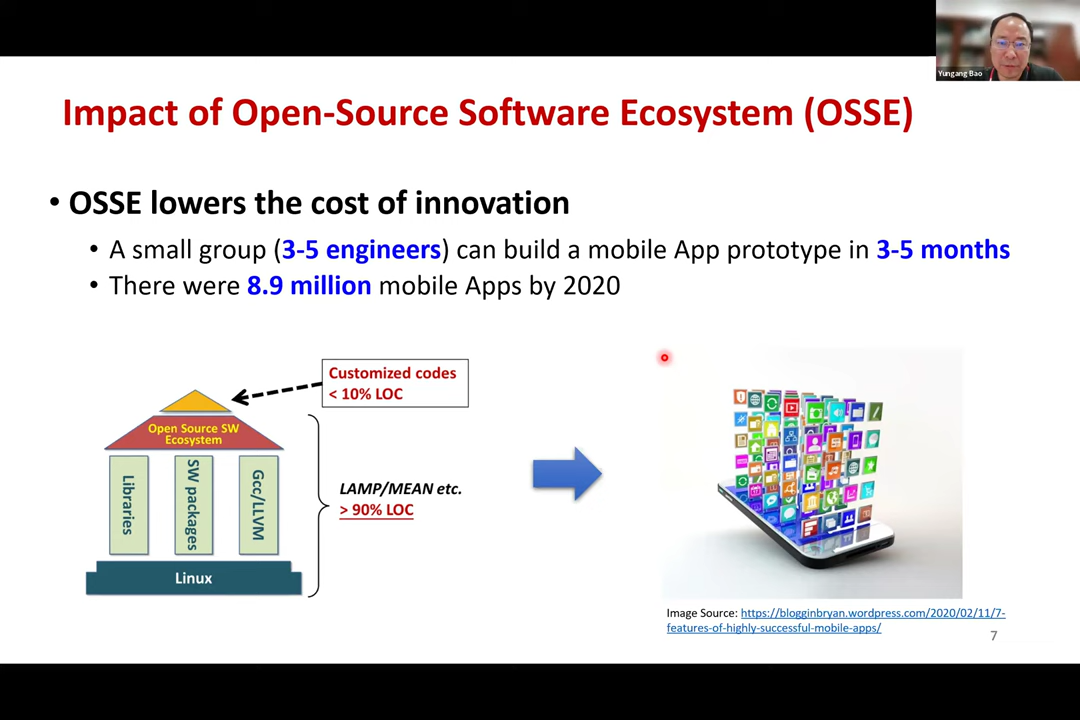 Yungang Bao
Impact of Open-Source Software Ecosystem (OSSE)
• OSSE lowers the cost of innovation
• A small group (3-5 engineers) can build a mobile App prototype in 3-5 months
• There were 8.9 million mobile Apps by 2020
Customized codes
< 10% LOC
Open Source SW
Ecosystem
Libraries
SW packages
Gcc/LLVM
Linux
LAMP/MEAN etc.
> 90% LOC
Image Source: https://blogginbryan.wordpress.com/2020/02/11/7-
features-of-highly-successful-mobile-apps/
7